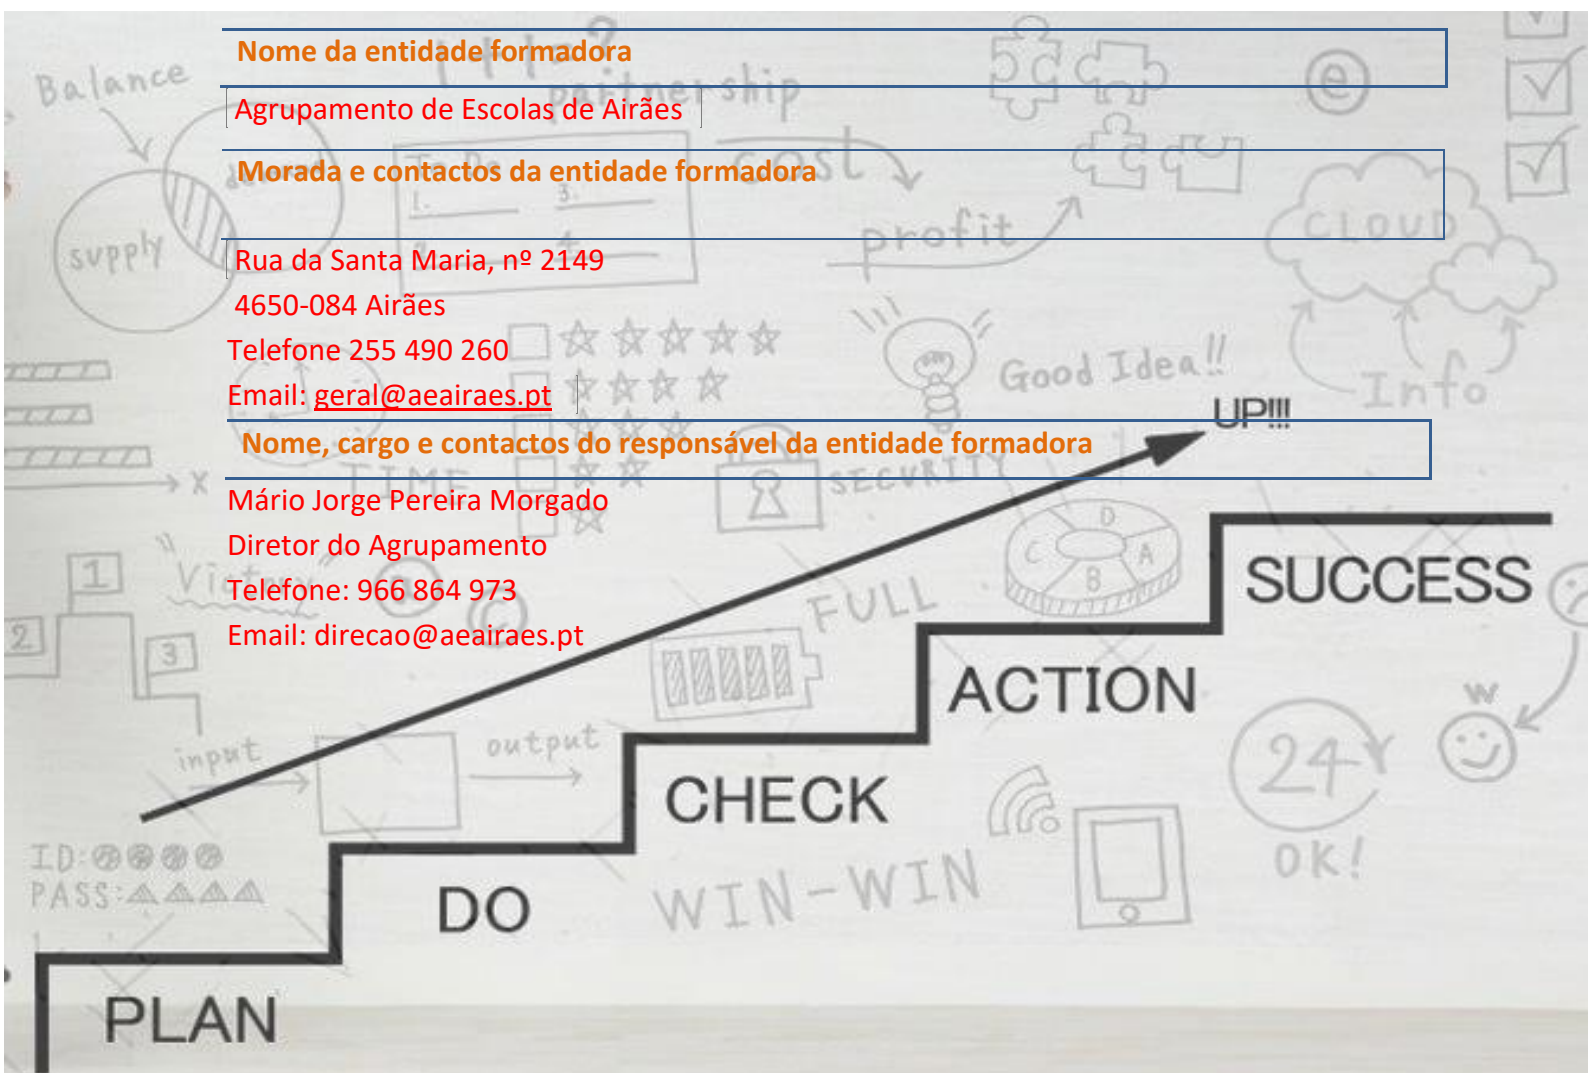 Nome da entidade formadora
Agrupamento de Escolas de Airães
Morada e contactos da entidade formadora
Rua da Santa Maria, nº 2149
4650-084 Airães
Telefone 255 490 260
Email: geral@aeairaes.pt
Nome, cargo e contactos do responsável da entidade formadora
Mário Jorge Pereira Morgado
Diretor do Agrupamento
Telefone: 966 864 973
Email: direcao@aeairaes.pt
Balance
supply
partnership
cost
profit
CLOUD
Info
Good Idea!!
UP!!!
TIME
SECURITY
X
1
2
3
Victory
FULL
A
B
C
D
input
output
24
OK!
ID:
PASS:
WIN-WIN
PLAN
DO
CHECK
ACTION
SUCCESS